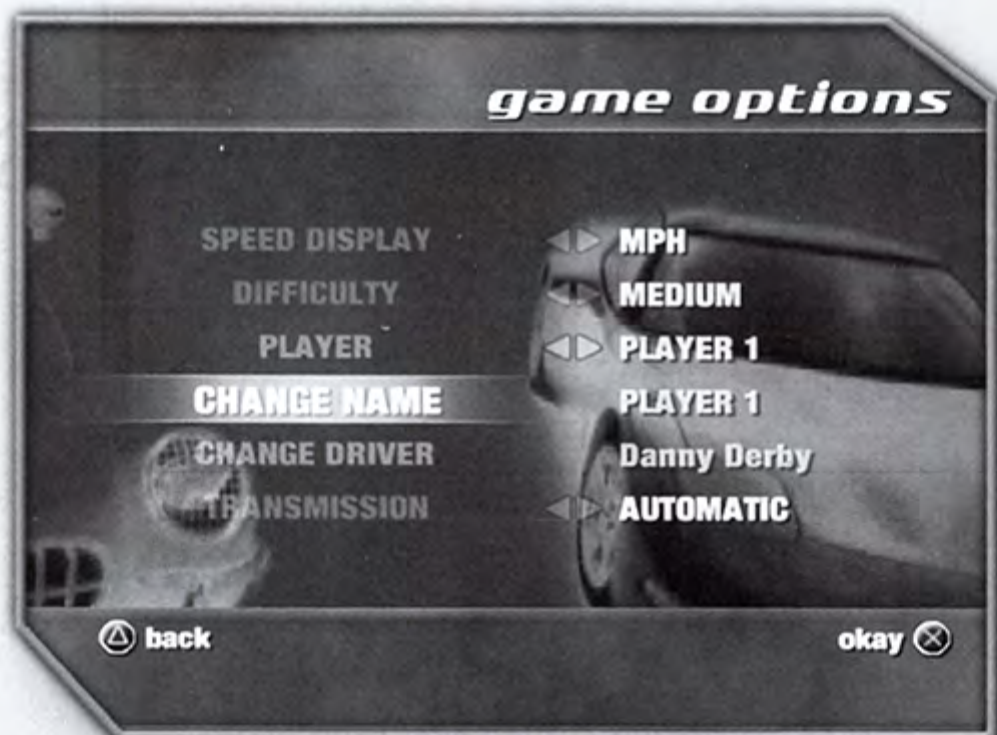 game options
SPEED DISPLAY MPH
DIFFICULTY MEDIUM
PLAYER PLAYER 1
CHANGE NAME PLAYER 1
CHANGE DRIVER Danny Derby
TRANSMISSION AUTOMATIC
back okay